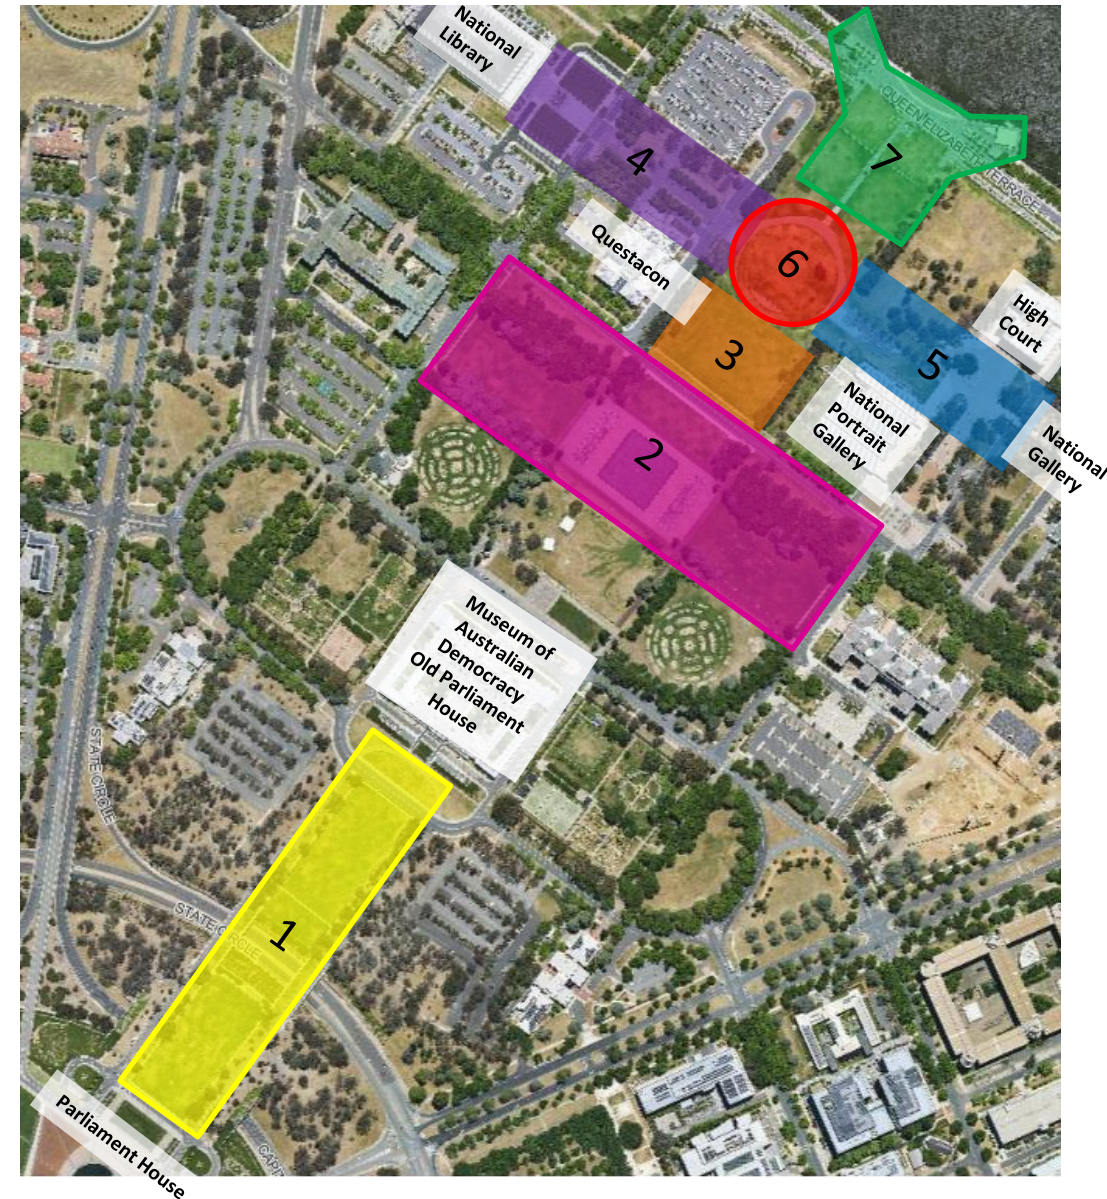 National
Library
QUEEN ELIZABETH
TERRACE
4
7
Questacon
6
High
Court
3
5
National
Portrait
Gallery
National
Gallery
2
Museum of
Australian
Democracy
Old Parliament
House
STATE CIRCLE
STATE CIRCLE
1
Parliament House